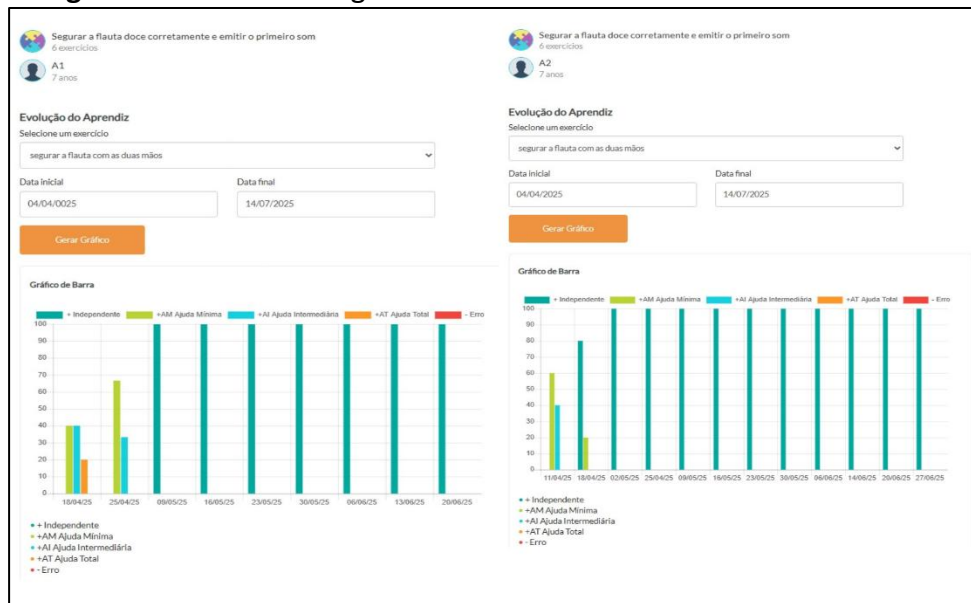 Segurar a flauta doce corretamente e emitir o primeiro som
6 exercícios
A1
7 anos
Evolução do Aprendiz
Selecione um exercício
segurar a flauta com as duas mãos
Data inicial
Data final
04/04/0025
14/07/2025
Gerar Gráfico
Gráfico de Barra
+ Independente +AM Ajuda Mínima +AI Ajuda Intermediária +AT Ajuda Total - Erro
100
90
80
70
60
50
40
30
20
10
0
18/04/25 25/04/25 09/05/25 16/05/25 23/05/25 30/05/25 06/06/25 13/06/25 20/06/25
+ Independente
+AM Ajuda Mínima
+AI Ajuda Intermediária
+AT Ajuda Total
- Erro
Segurar a flauta doce corretamente e emitir o primeiro som
6 exercícios
A2
7 anos
Evolução do Aprendiz
Selecione um exercício
segurar a flauta com as duas mãos
Data inicial
Data final
04/04/2025
14/07/2025
Gerar Gráfico
Gráfico de Barra
+ Independente +AM Ajuda Mínima +AI Ajuda Intermediária +AT Ajuda Total - Erro
100
90
80
70
60
50
40
30
20
10
0
11/04/25 18/04/25 02/05/25 25/04/25 09/05/25 16/05/25 23/05/25 30/05/25 06/06/25 14/06/25 20/06/25 27/06/25
+ Independente
+AM Ajuda Mínima
+AI Ajuda Intermediária
+AT Ajuda Total
- Erro